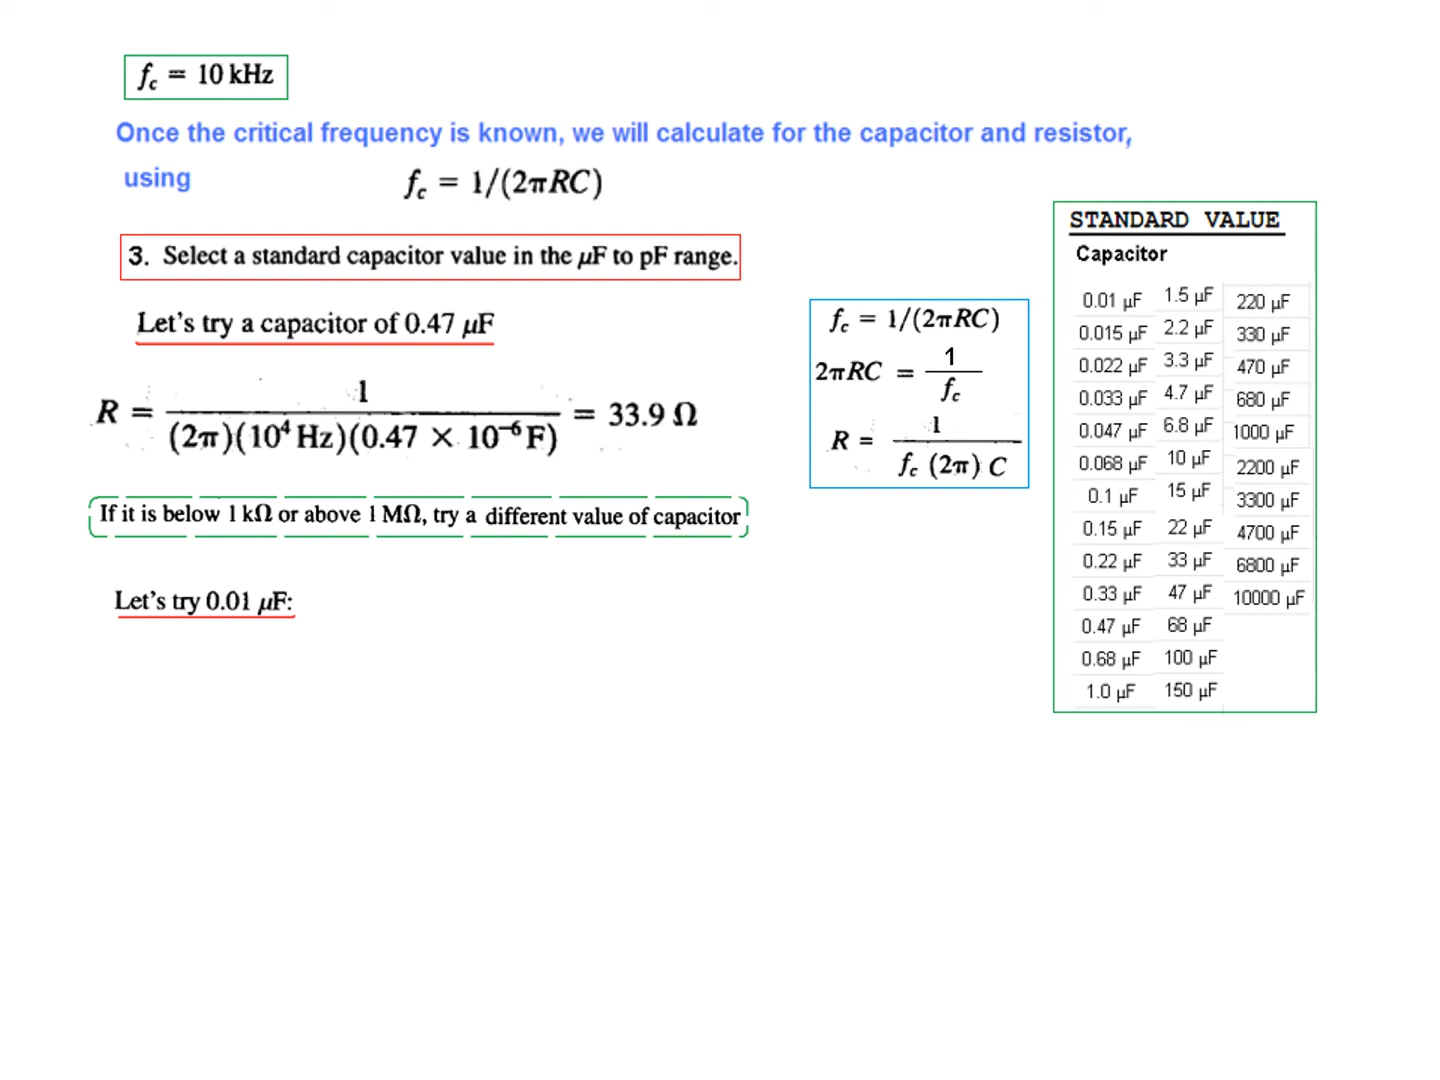 f_c = 10 kHz
Once the critical frequency is known, we will calculate for the capacitor and resistor,
using f_c = 1/(2πRC)
3. Select a standard capacitor value in the μF to pF range.
Let's try a capacitor of 0.47 μF
R = 1 / (2π)(10⁴ Hz)(0.47 × 10⁻⁶ F) = 33.9 Ω
If it is below 1 kΩ or above 1 MΩ, try a different value of capacitor
Let's try 0.01 μF:
f_c = 1/(2πRC)
2πRC = 1 / f_c
R = 1 / f_c (2π) C
STANDARD VALUE
Capacitor
0.01 μF 1.5 μF 220 μF
0.015 μF 2.2 μF 330 μF
0.022 μF 3.3 μF 470 μF
0.033 μF 4.7 μF 680 μF
0.047 μF 6.8 μF 1000 μF
0.068 μF 10 μF 2200 μF
0.1 μF 15 μF 3300 μF
0.15 μF 22 μF 4700 μF
0.22 μF 33 μF 6800 μF
0.33 μF 47 μF 10000 μF
0.47 μF 68 μF
0.68 μF 100 μF
1.0 μF 150 μF